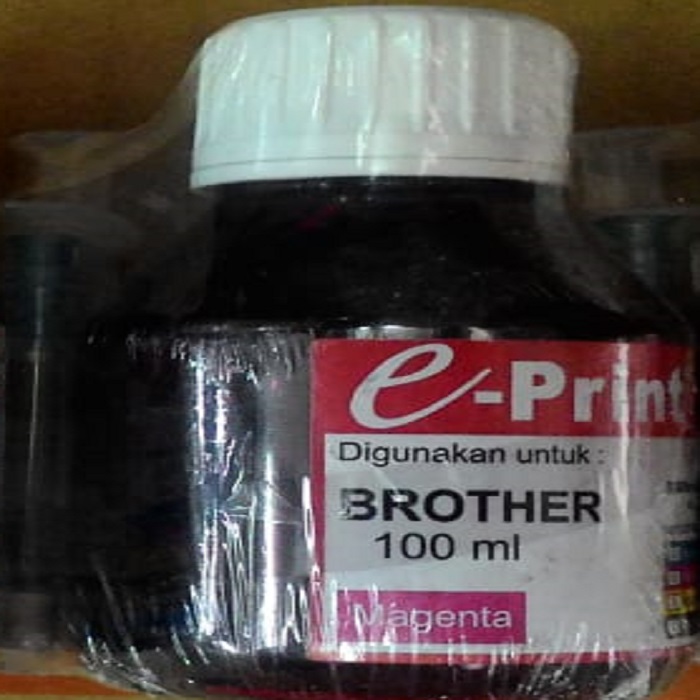 e-Print
Digunakan untuk :
BROTHER
100 ml
Magenta